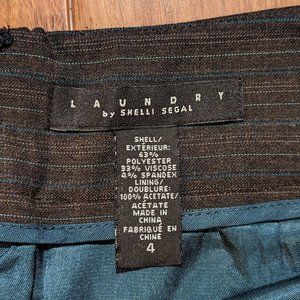 LAUNDRY
by SHELLI SEGAL
SHELL/
EXTÉRIEUR:
63%
POLYESTER
33% VISCOSE
4% SPANDEX
LINING/
DOUBLURE:
100% ACETATE/
ACÉTATE
MADE IN
CHINA
FABRIQUÉ EN
CHINE
4